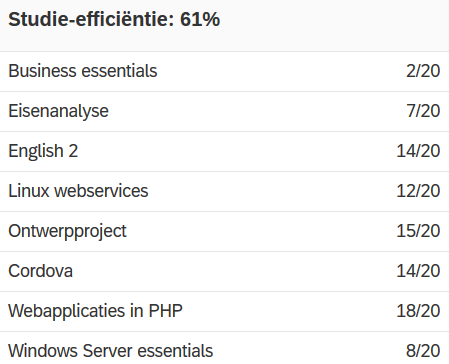 Studie-efficiëntie: 61%
Business essentials 2/20
Eisenanalyse 7/20
English 2 14/20
Linux webservices 12/20
Ontwerpproject 15/20
Cordova 14/20
Webapplicaties in PHP 18/20
Windows Server essentials 8/20